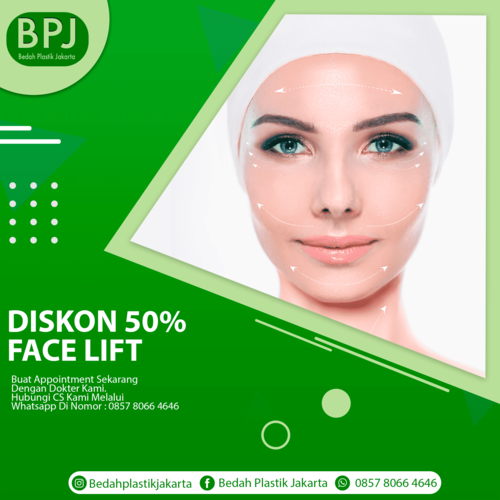 BPJ
Bedah Plastik Jakarta
DISKON 50%
FACE LIFT
Buat Appointment Sekarang
Dengan Dokter Kami.
Hubungi CS Kami Melalui
Whatsapp Di Nomor : 0857 8066 4646
Bedahplastikjakarta Bedah Plastik Jakarta 0857 8066 4646